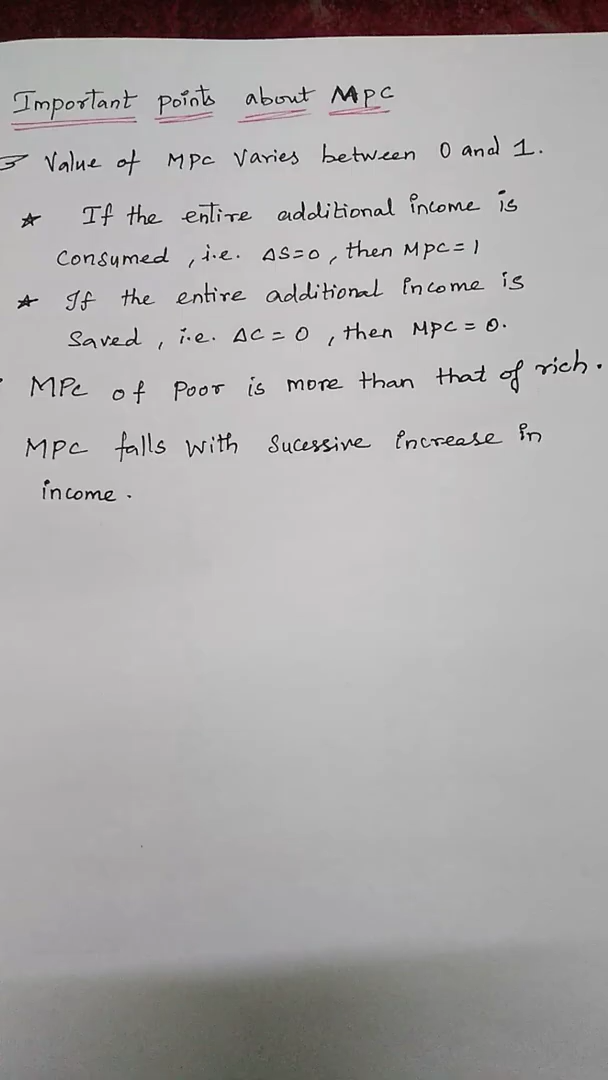 Important points about MPC
Value of MPC varies between 0 and 1.
★ If the entire additional income is
consumed, i.e. ΔS=0, then MPC=1
★ If the entire additional income is
saved, i.e. ΔC = 0, then MPC = 0.
MPC of poor is more than that of rich.
MPC falls with sucessive increase in
income.